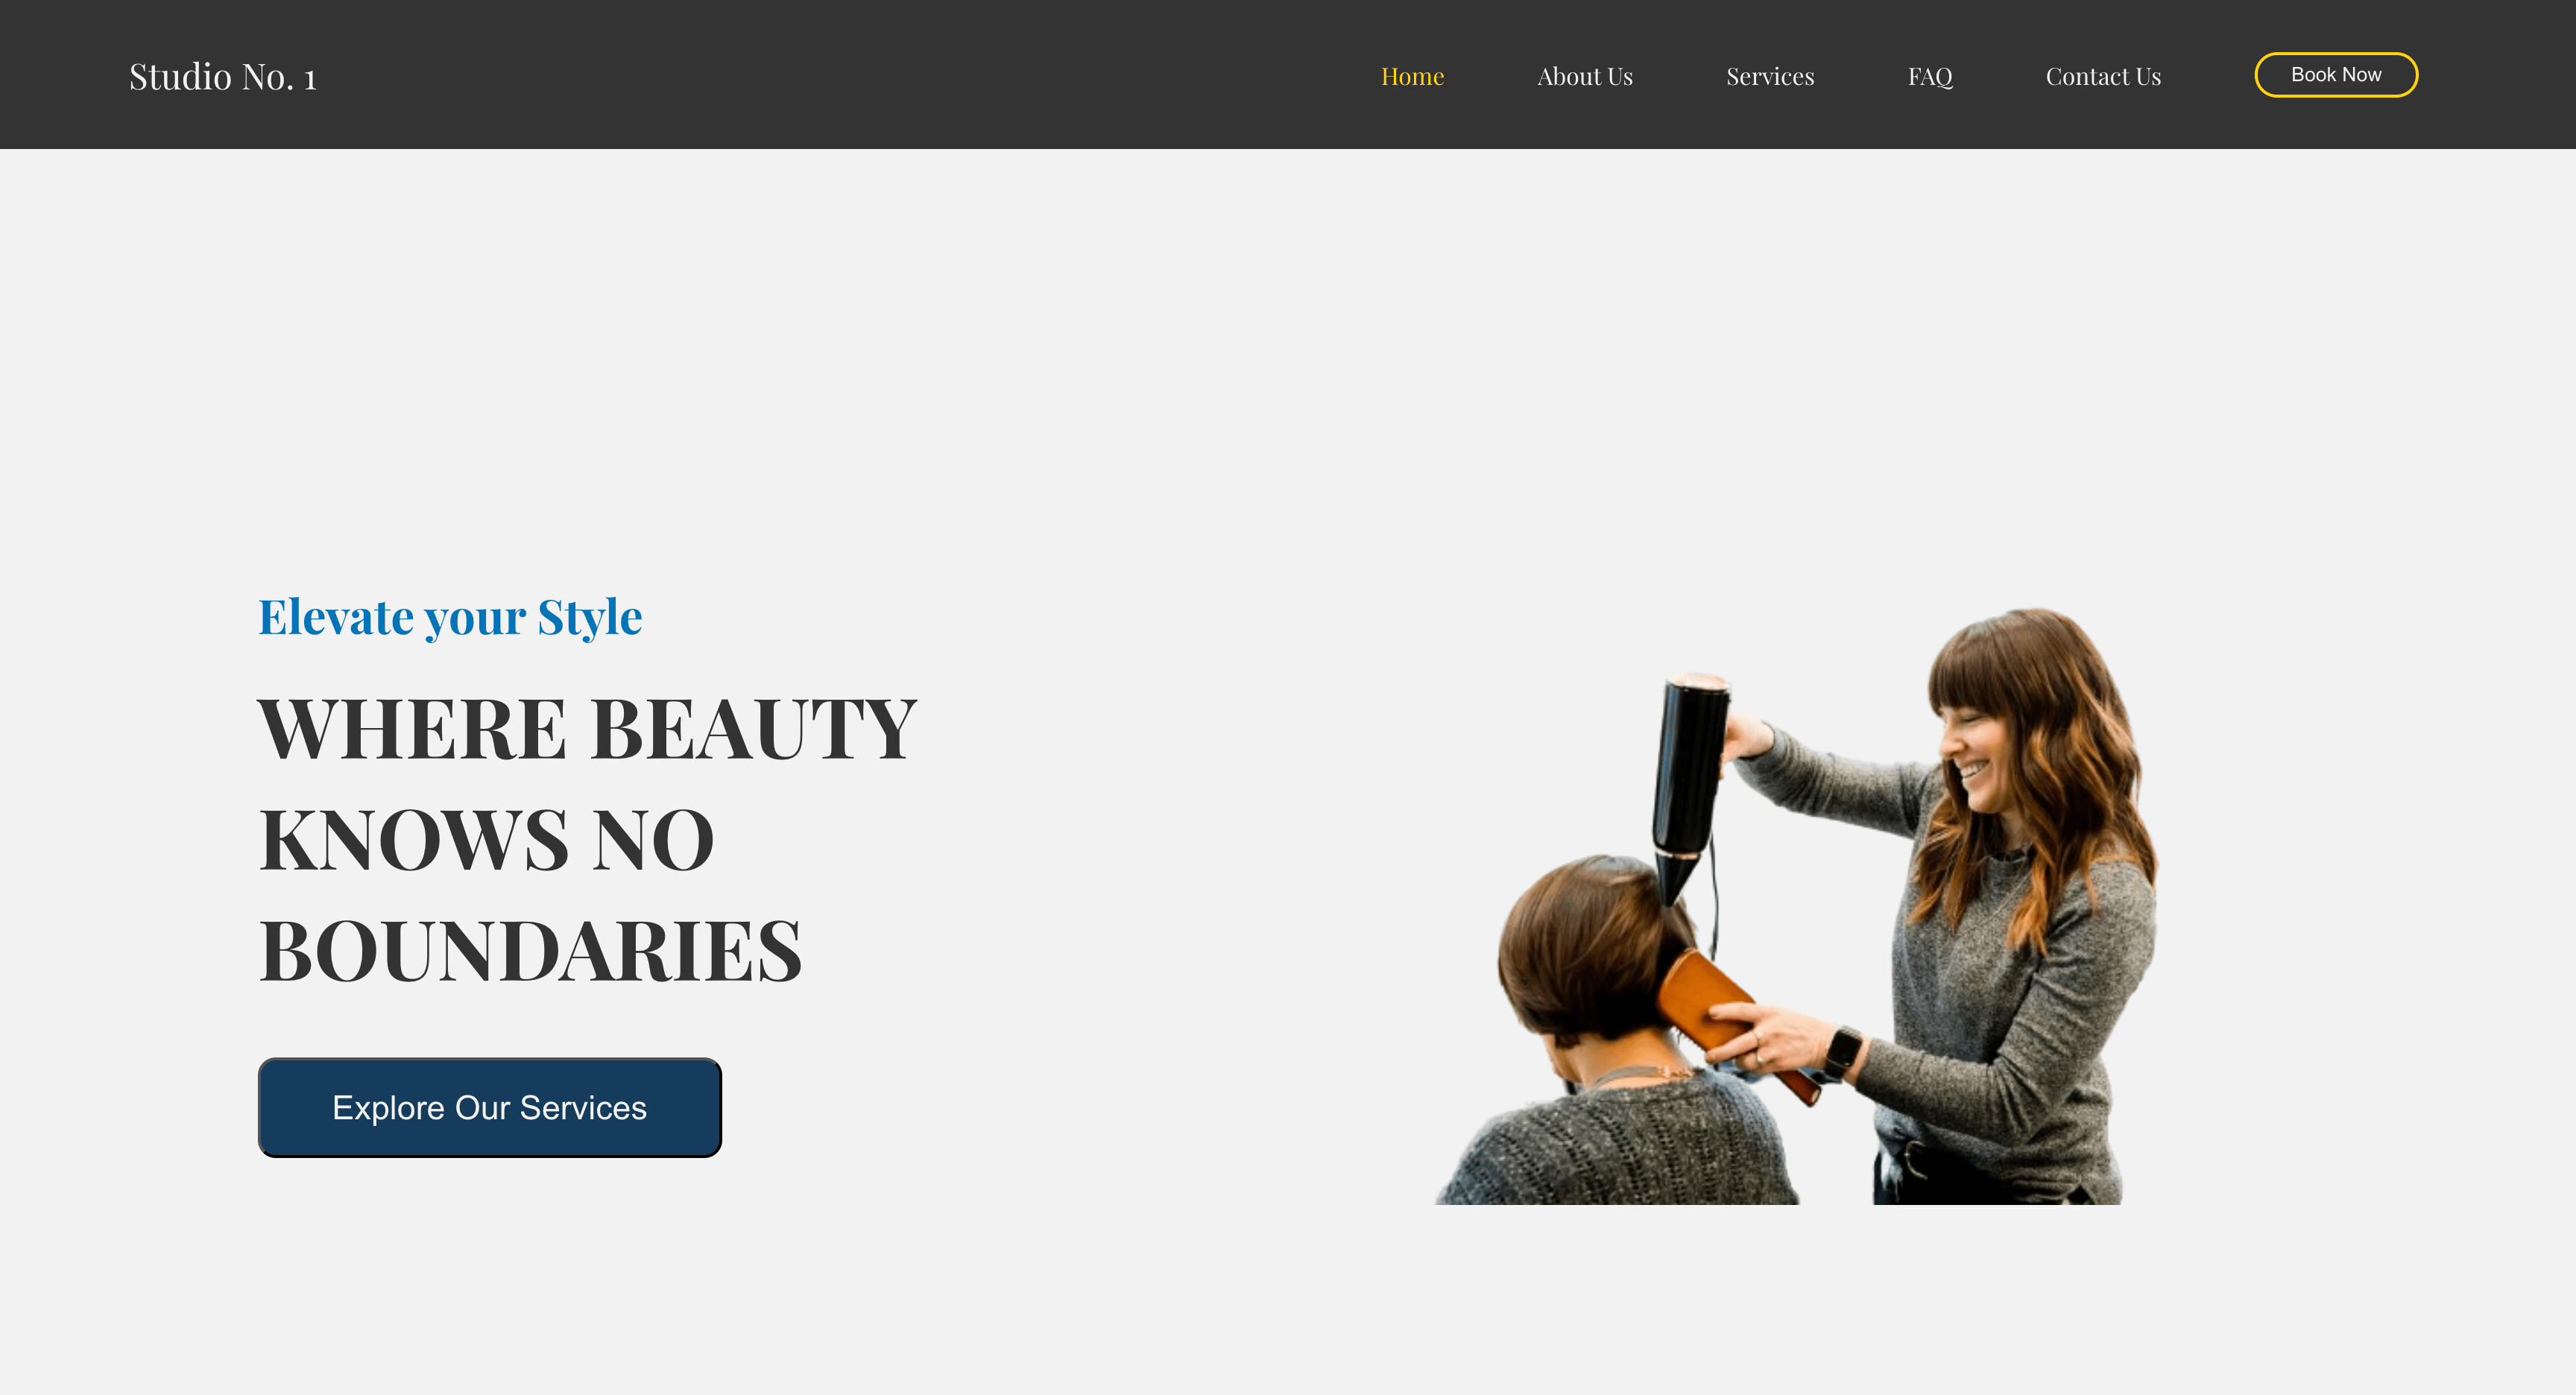 Studio No. 1
Home
About Us
Services
FAQ
Contact Us
Book Now
Elevate your Style
WHERE BEAUTY
KNOWS NO
BOUNDARIES
Explore Our Services